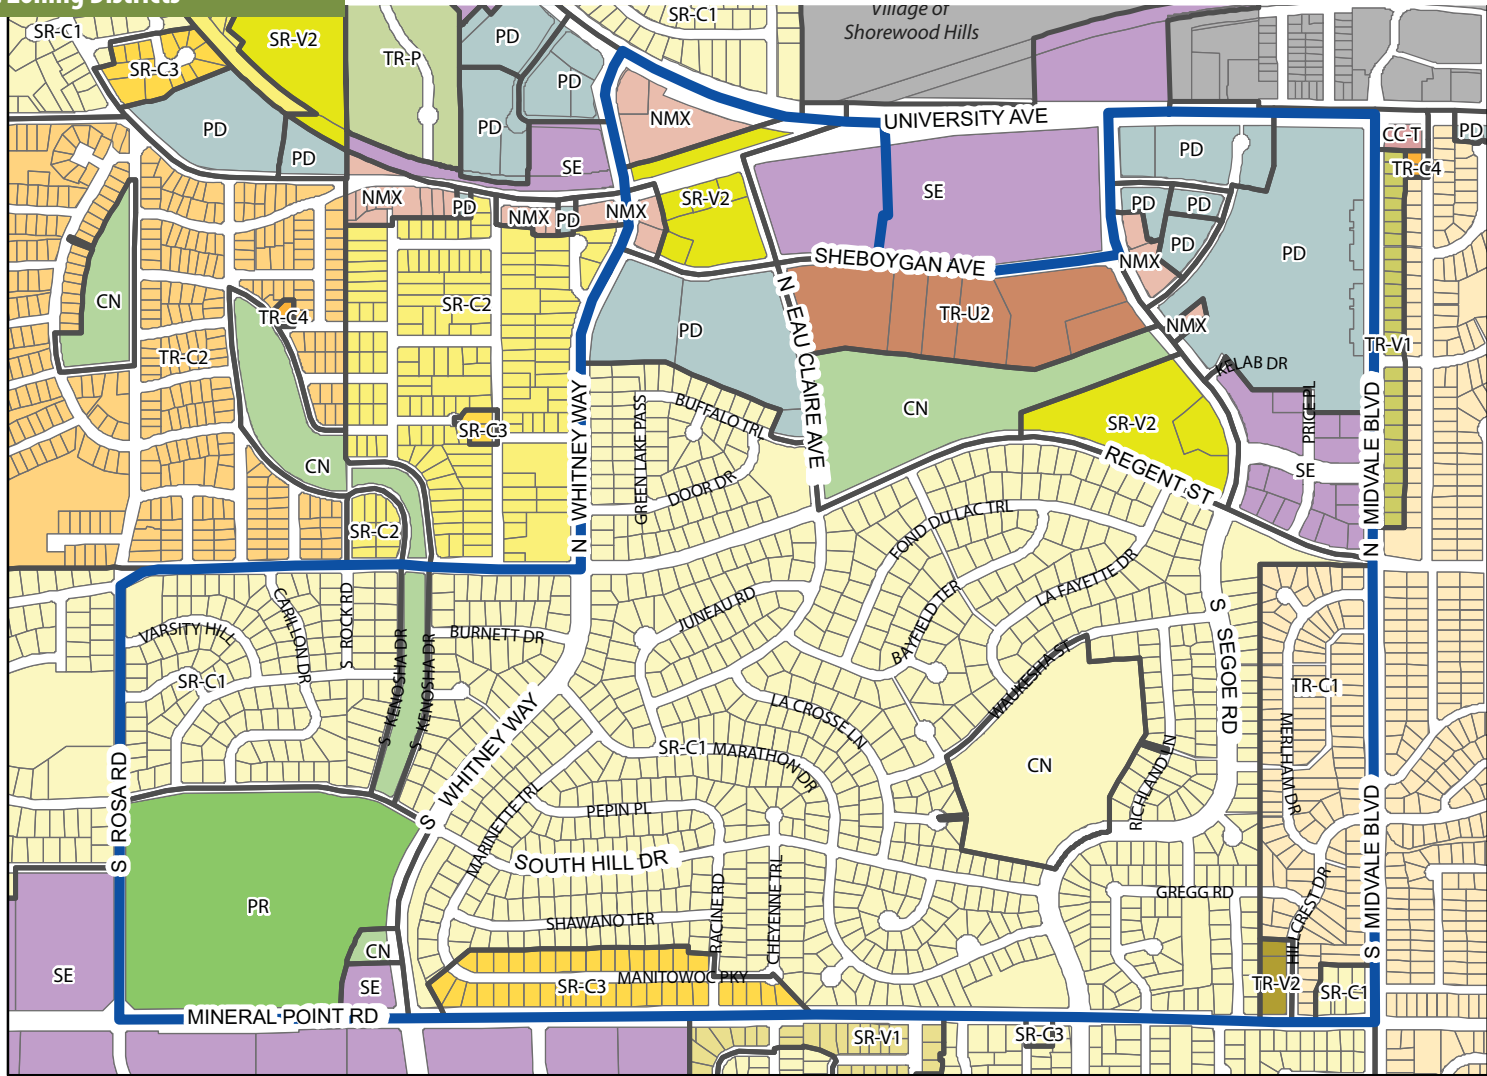 Zoning Districts
SR-C1
SR-V2
TR-P
PD
SR-C1
Village of
Shorewood Hills
SR-C3
PD
PD
PD
PD
SE
NMX
UNIVERSITY AVE
PD
CC-T
PD
TR-C4
NMX
PD
NMX
PD
NMX
SR-V2
SE
PD
PD
PD
PD
NMX
CN
SR-C2
TR-C4
SHEBOYGAN AVE
TR-U2
NMX
TR-C2
PD
N EAU CLAIRE AVE
TR-V1
KELAB DR
CN
SR-V2
PRICE PL
N MIDVALE BLVD
SR-C3
N WHITNEY WAY
GREEN LAKE PASS
BUFFALO TRL
DOOR DR
REGENT ST
SE
CN
SR-C2
FOND DU LAC TRL
LA FAYETTE DR
BAYFIELD TER
JUNEAU RD
VARSITY HILL
CARILLON DR
S ROCK RD
S KENOSHA DR
S KENOSHA DR
BURNETT DR
SR-C1
S SEGOE RD
WAUKESHA ST
TR-C1
MERLHAM DR
LA CROSSE LN
SR-C1
MARATHON DR
CN
RICHLAND LN
S WHITNEY WAY
S ROSA RD
S MIDVALE BLVD
MARINETTE TRL
PEPIN PL
SOUTH HILL DR
GREGG RD
HILLCREST DR
PR
SHAWANO TER
RACINE RD
CHEYENNE TRL
CN
SE
SE
SR-C3
MANITOWOC PKY
TR-V2
SR-C1
MINERAL POINT RD
SR-V1
SR-C3